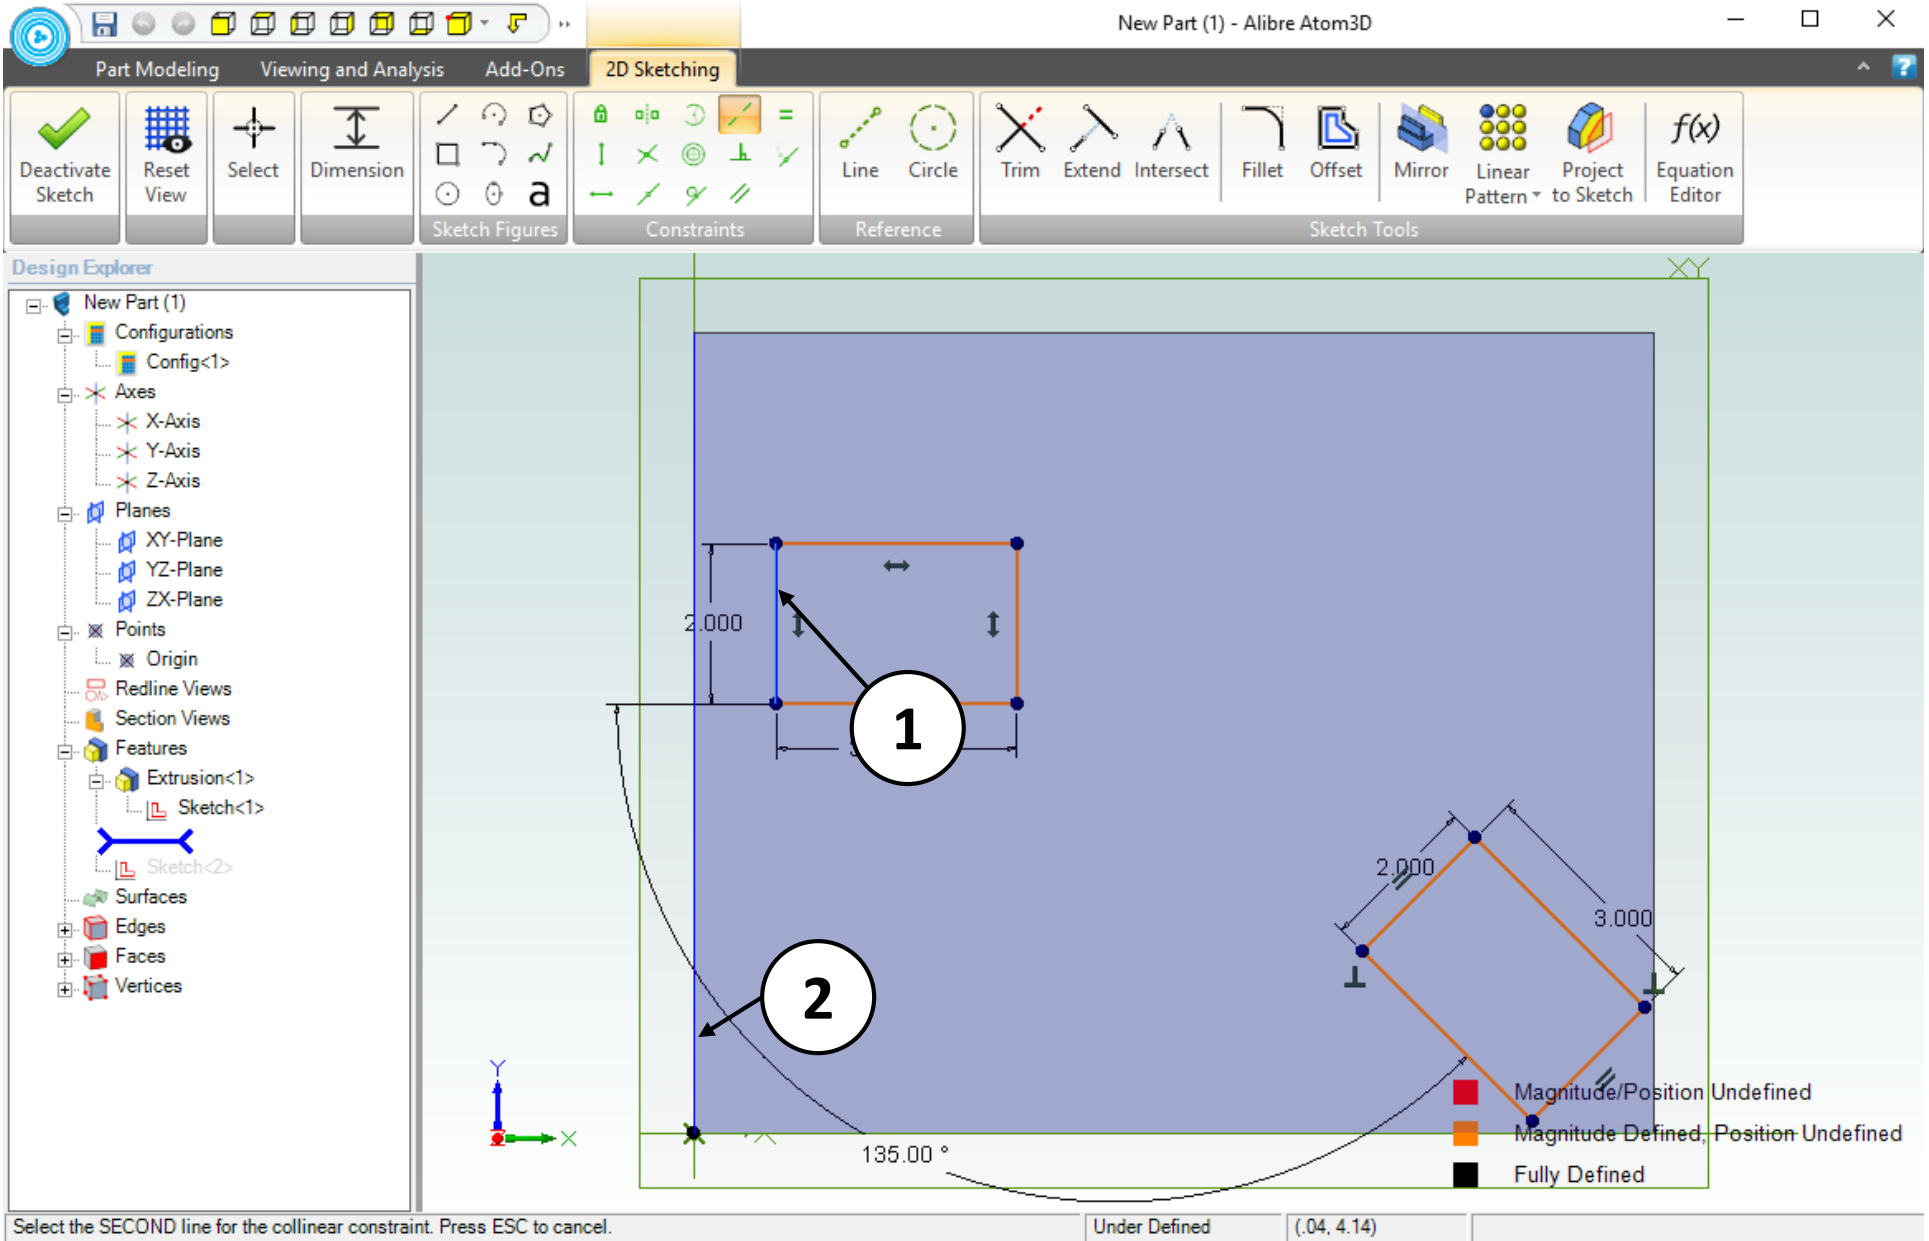 New Part (1) - Alibre Atom3D
Part Modeling Viewing and Analysis Add-Ons 2D Sketching
Deactivate Sketch
Reset View
Select
Dimension
a
Sketch Figures
Constraints
Line Circle
Reference
Trim Extend Intersect Fillet Offset Mirror
Linear Pattern
Project to Sketch
f(x)
Equation Editor
Sketch Tools
Design Explorer
New Part (1)
Configurations
Config<1>
Axes
X-Axis
Y-Axis
Z-Axis
Planes
XY-Plane
YZ-Plane
ZX-Plane
Points
Origin
Redline Views
Section Views
Features
Extrusion<1>
Sketch<1>
Sketch<2>
Surfaces
Edges
Faces
Vertices
XY
2.000
1
2.000
3.000
2
Y
X
X
135.00 °
Magnitude/Position Undefined
Magnitude Defined, Position Undefined
Fully Defined
Select the SECOND line for the collinear constraint. Press ESC to cancel.
Under Defined
(.04, 4.14)